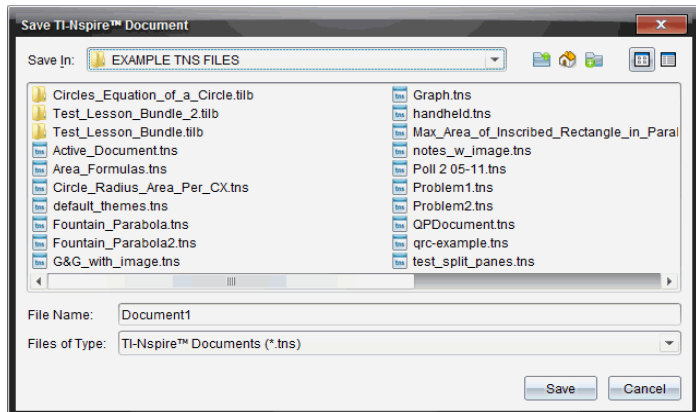 Save TI-Nspire™ Document
Save In: EXAMPLE TNS FILES
Circles_Equation_of_a_Circle.tilb
Test_Lesson_Bundle_2.tilb
Test_Lesson_Bundle.tilb
Active_Document.tns
Area_Formulas.tns
Circle_Radius_Area_Per_CX.tns
default_themes.tns
Fountain_Parabola.tns
Fountain_Parabola2.tns
G&G_with_image.tns
Graph.tns
handheld.tns
Max_Area_of_Inscribed_Rectangle_in_Paral
notes_w_image.tns
Poll 2 05-11.tns
Problem1.tns
Problem2.tns
QPDocument.tns
qrc-example.tns
test_split_panes.tns
File Name: Document1
Files of Type: TI-Nspire™ Documents (*.tns)
Save Cancel